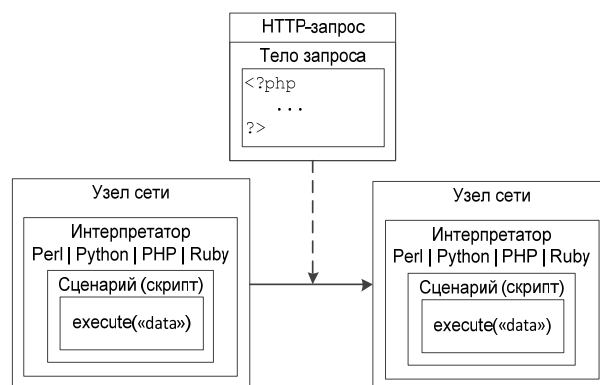 HTTP-запрос
Тело запроса
<?php
...
?>
Узел сети
Интерпретатор
Perl | Python | PHP | Ruby
Сценарий (скрипт)
execute(«data»)
Узел сети
Интерпретатор
Perl | Python | PHP | Ruby
Сценарий (скрипт)
execute(«data»)